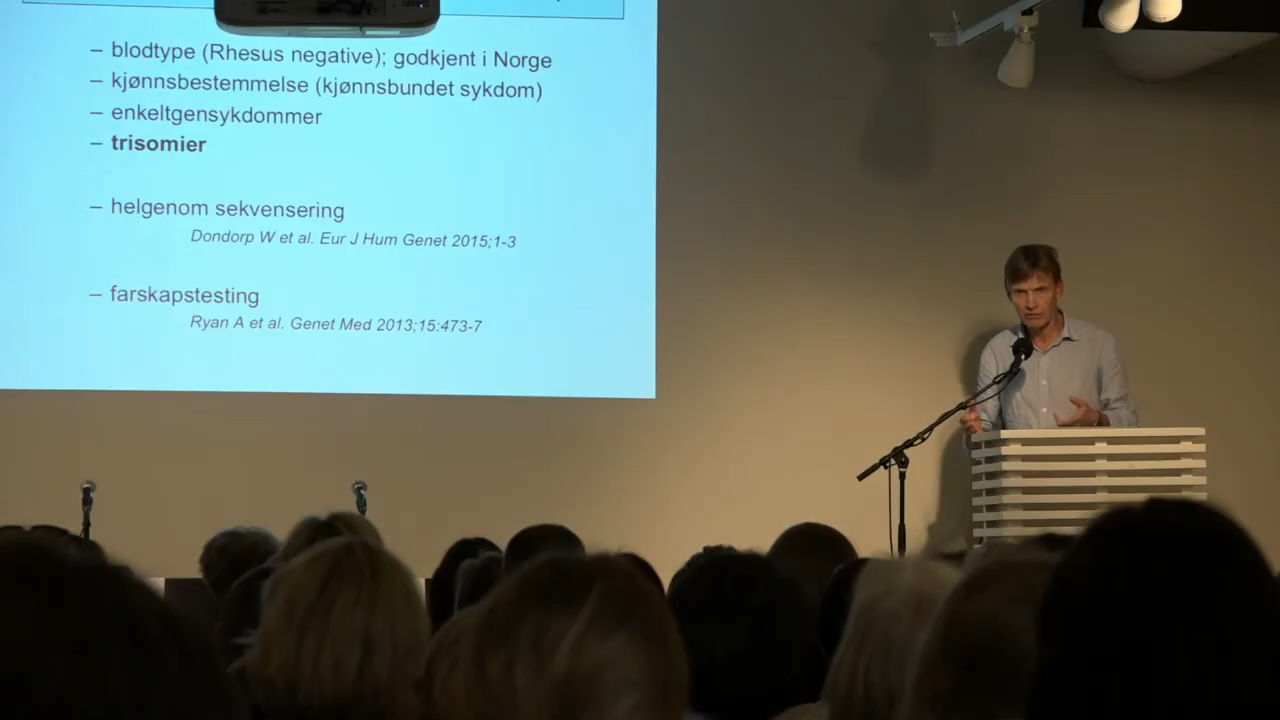 – blodtype (Rhesus negative); godkjent i Norge
– kjønnsbestemmelse (kjønnsbundet sykdom)
– enkeltgensykdommer
– trisomier
– helgenom sekvensering
Dondorp W et al. Eur J Hum Genet 2015;1-3
– farskapstesting
Ryan A et al. Genet Med 2013;15:473-7